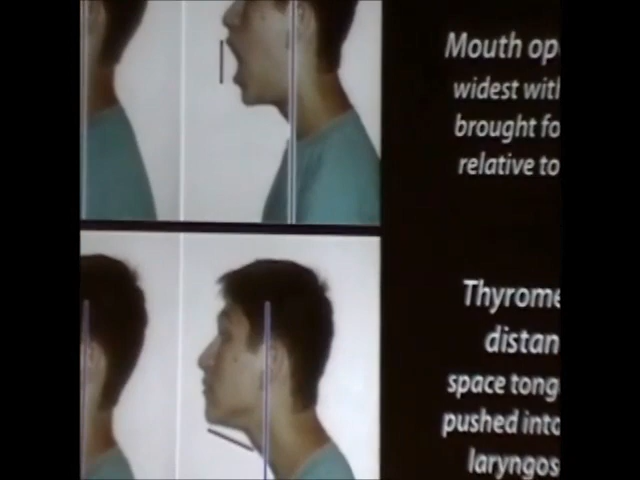 Mouth op
widest with
brought fo
relative to
Thyrome
distan
space tong
pushed into
laryngos